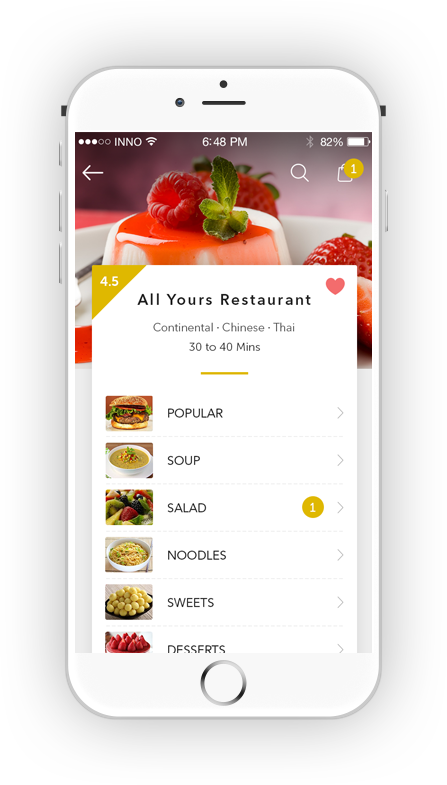 INNO 6:48 PM 82%
1
4.5
All Yours Restaurant
Continental · Chinese · Thai
30 to 40 Mins
POPULAR
SOUP
SALAD 1
NOODLES
SWEETS
DESSERTS